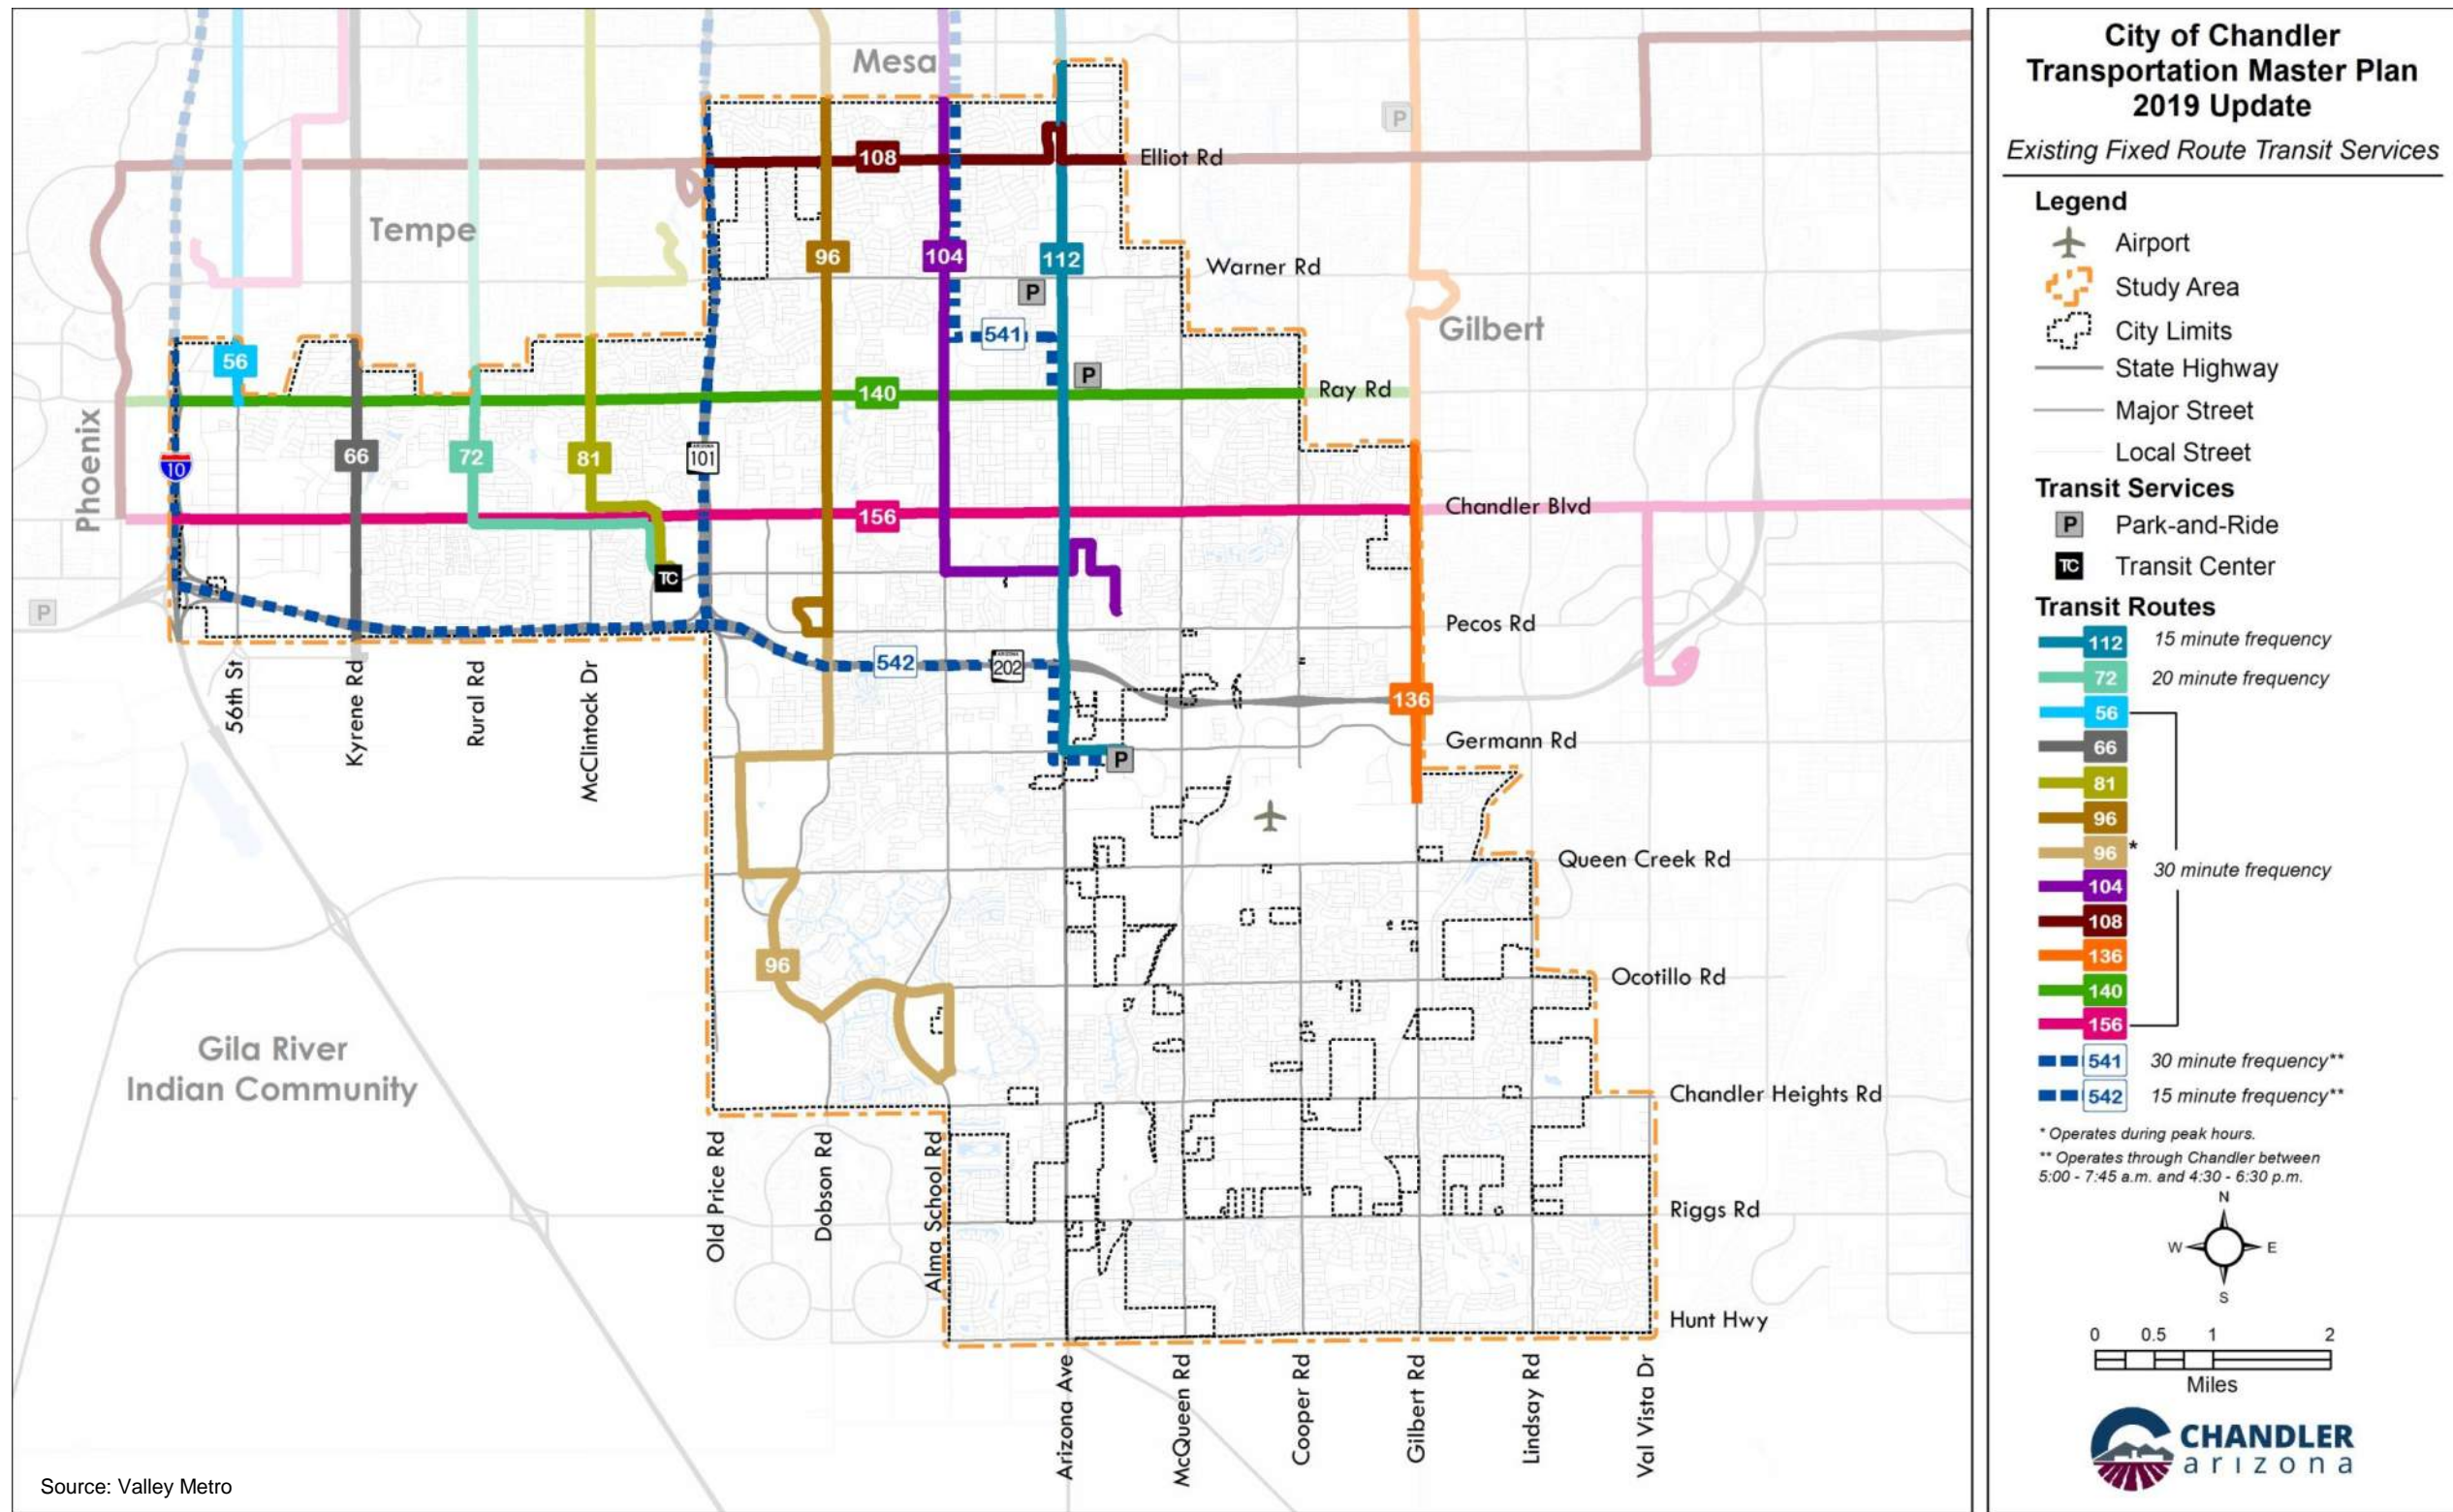 Mesa
Tempe
Phoenix
Gilbert
Gila River
Indian Community
Elliot Rd
Warner Rd
Ray Rd
Chandler Blvd
Pecos Rd
Germann Rd
Queen Creek Rd
Ocotillo Rd
Chandler Heights Rd
Riggs Rd
Hunt Hwy
56th St
Kyrene Rd
Rural Rd
McClintock Dr
Old Price Rd
Dobson Rd
Alma School Rd
Arizona Ave
McQueen Rd
Cooper Rd
Gilbert Rd
Lindsay Rd
Val Vista Dr
108
96
104
112
P
P
541
P
56
140
10
66
72
81
ARIZONA
101
156
TC
P
542
ARIZONA
202
136
P
96
Source: Valley Metro
City of Chandler
Transportation Master Plan
2019 Update
Existing Fixed Route Transit Services
Legend
Airport
Study Area
City Limits
State Highway
Major Street
Local Street
Transit Services
P Park-and-Ride
TC Transit Center
Transit Routes
112 15 minute frequency
72 20 minute frequency
56
66
81
96
96 *
30 minute frequency
104
108
136
140
156
541 30 minute frequency**
542 15 minute frequency**
* Operates during peak hours.
** Operates through Chandler between
5:00 - 7:45 a.m. and 4:30 - 6:30 p.m.
N
W E
S
0 0.5 1 2
Miles
CHANDLER
arizona